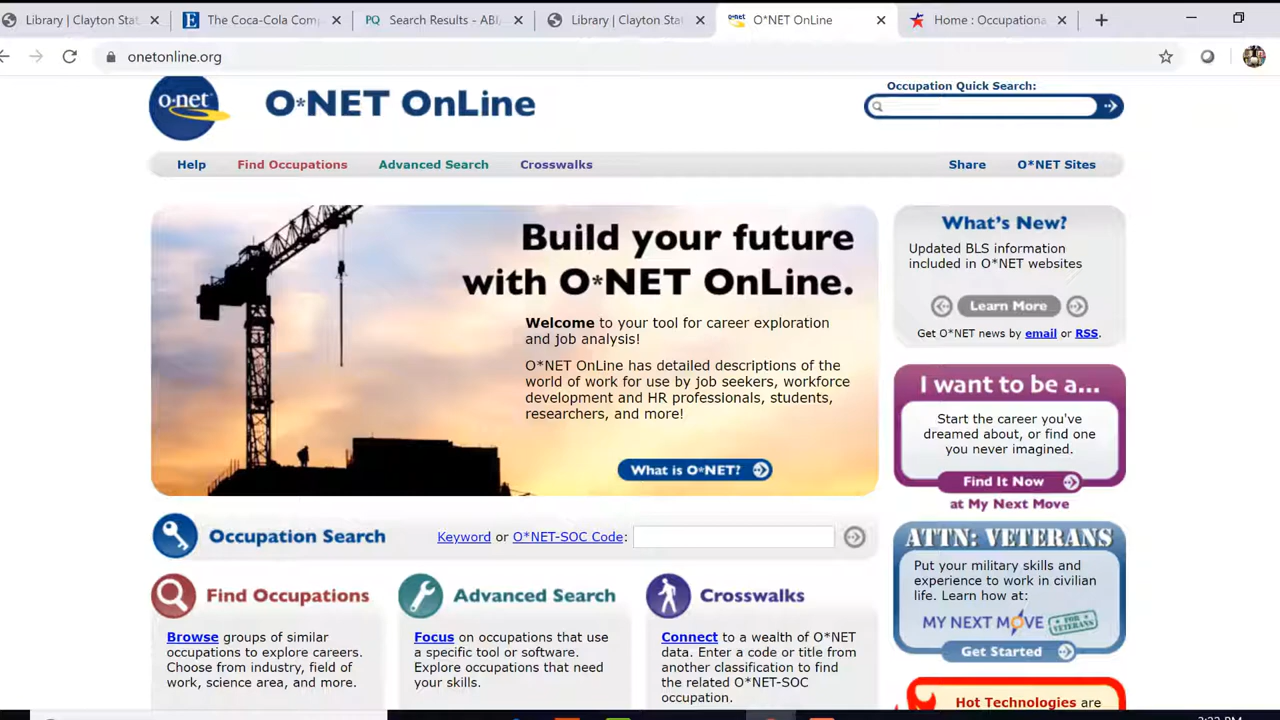 Library | Clayton Stat
The Coca-Cola Comp
PQ Search Results - ABI/
Library | Clayton Stat
o·net O*NET OnLine
Home : Occupationa
onetonline.org
o·net
O*NET OnLine
Occupation Quick Search:
Help Find Occupations Advanced Search Crosswalks Share O*NET Sites
Build your future
with O*NET OnLine.
Welcome to your tool for career exploration
and job analysis!
O*NET OnLine has detailed descriptions of the
world of work for use by job seekers, workforce
development and HR professionals, students,
researchers, and more!
What is O*NET?
What's New?
Updated BLS information
included in O*NET websites
Learn More
Get O*NET news by email or RSS.
I want to be a...
Start the career you've
dreamed about, or find one
you never imagined.
Find It Now
at My Next Move
Occupation Search
Keyword or O*NET-SOC Code:
ATTN: VETERANS
Put your military skills and
experience to work in civilian
life. Learn how at:
MY NEXT MOVE FOR VETERANS
Get Started
Find Occupations
Browse groups of similar
occupations to explore careers.
Choose from industry, field of
work, science area, and more.
Advanced Search
Focus on occupations that use
a specific tool or software.
Explore occupations that need
your skills.
Crosswalks
Connect to a wealth of O*NET
data. Enter a code or title from
another classification to find
the related O*NET-SOC
occupation.
Hot Technologies are